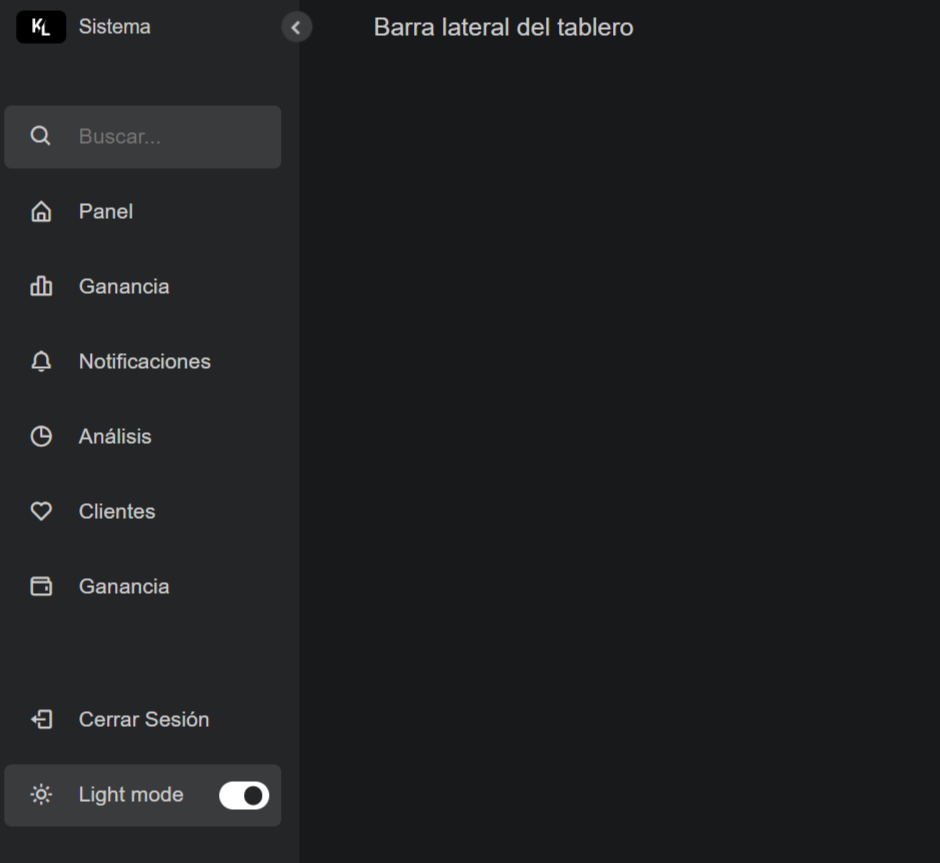 KL Sistema
Barra lateral del tablero
Buscar...
Panel
Ganancia
Notificaciones
Análisis
Clientes
Ganancia
Cerrar Sesión
Light mode